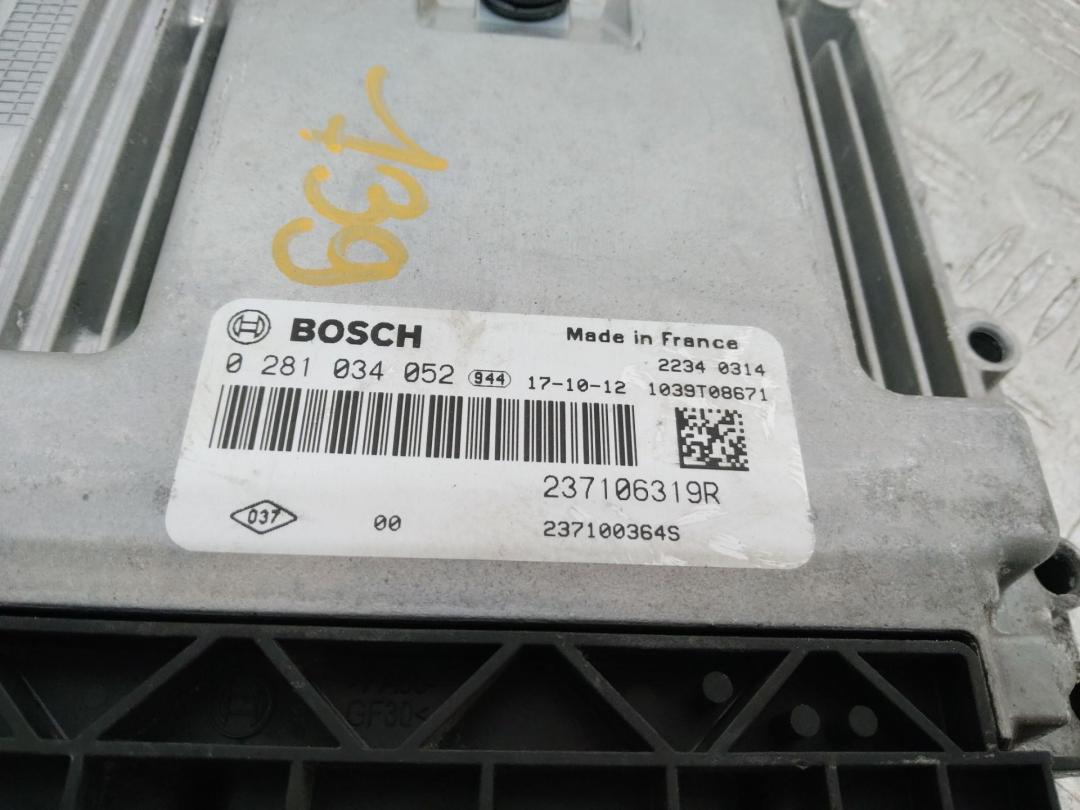 139
BOSCH
Made in France
0 281 034 052 944 17-10-12
2234 0314
1039T08671
237106319R
037 00
237100364S
GF30<